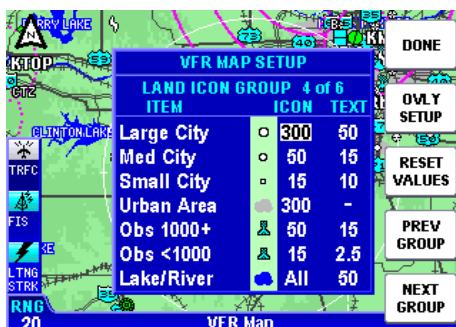 PERRY LAKE
73
40
35
KTOP
CTZ
CLINTON LAKE
DONE
OVLY
SETUP
RESET
VALUES
PREV
GROUP
NEXT
GROUP
VFR MAP SETUP
LAND ICON GROUP 4 of 6
ITEM ICON TEXT
Large City 300 50
Med City 50 15
Small City 15 10
Urban Area 300 -
Obs 1000+ 50 15
Obs <1000 15 2.5
Lake/River All 50
TRFC
FIS
LTNG
STRK
RNG
20
VFR Map